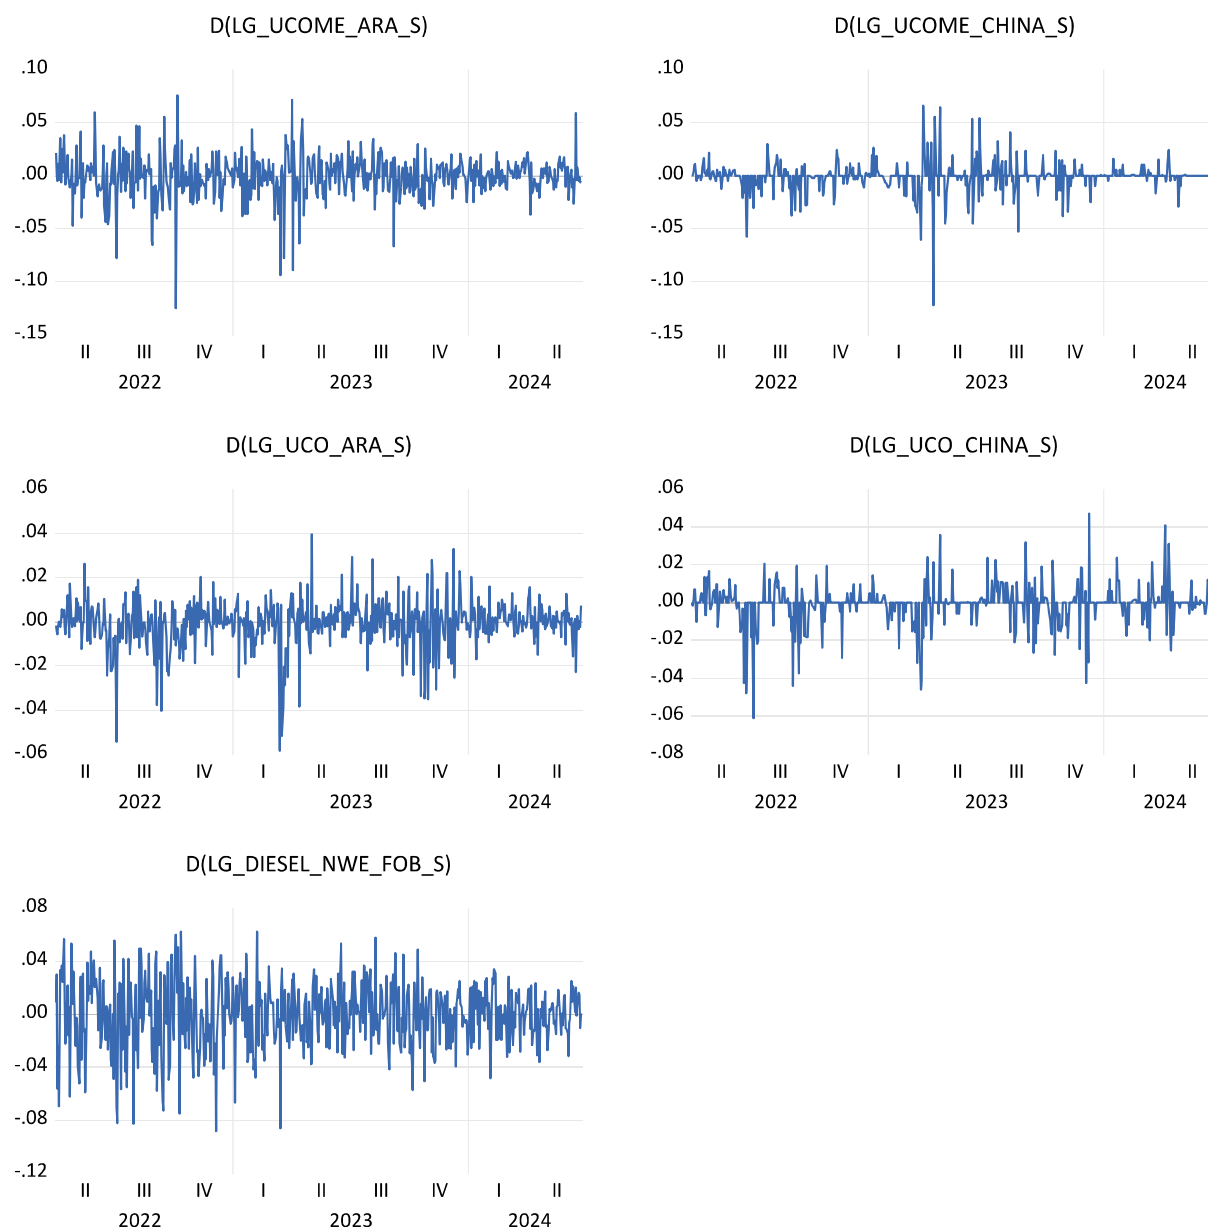 D(LG_UCOME_ARA_S)
.10
.05
.00
-.05
-.10
-.15
II III IV I II III IV I II
2022 2023 2024
D(LG_UCOME_CHINA_S)
.10
.05
.00
-.05
-.10
-.15
II III IV I II III IV I II
2022 2023 2024
D(LG_UCO_ARA_S)
.06
.04
.02
.00
-.02
-.04
-.06
II III IV I II III IV I II
2022 2023 2024
D(LG_UCO_CHINA_S)
.06
.04
.02
.00
-.02
-.04
-.06
-.08
II III IV I II III IV I II
2022 2023 2024
D(LG_DIESEL_NWE_FOB_S)
.08
.04
.00
-.04
-.08
-.12
II III IV I II III IV I II
2022 2023 2024